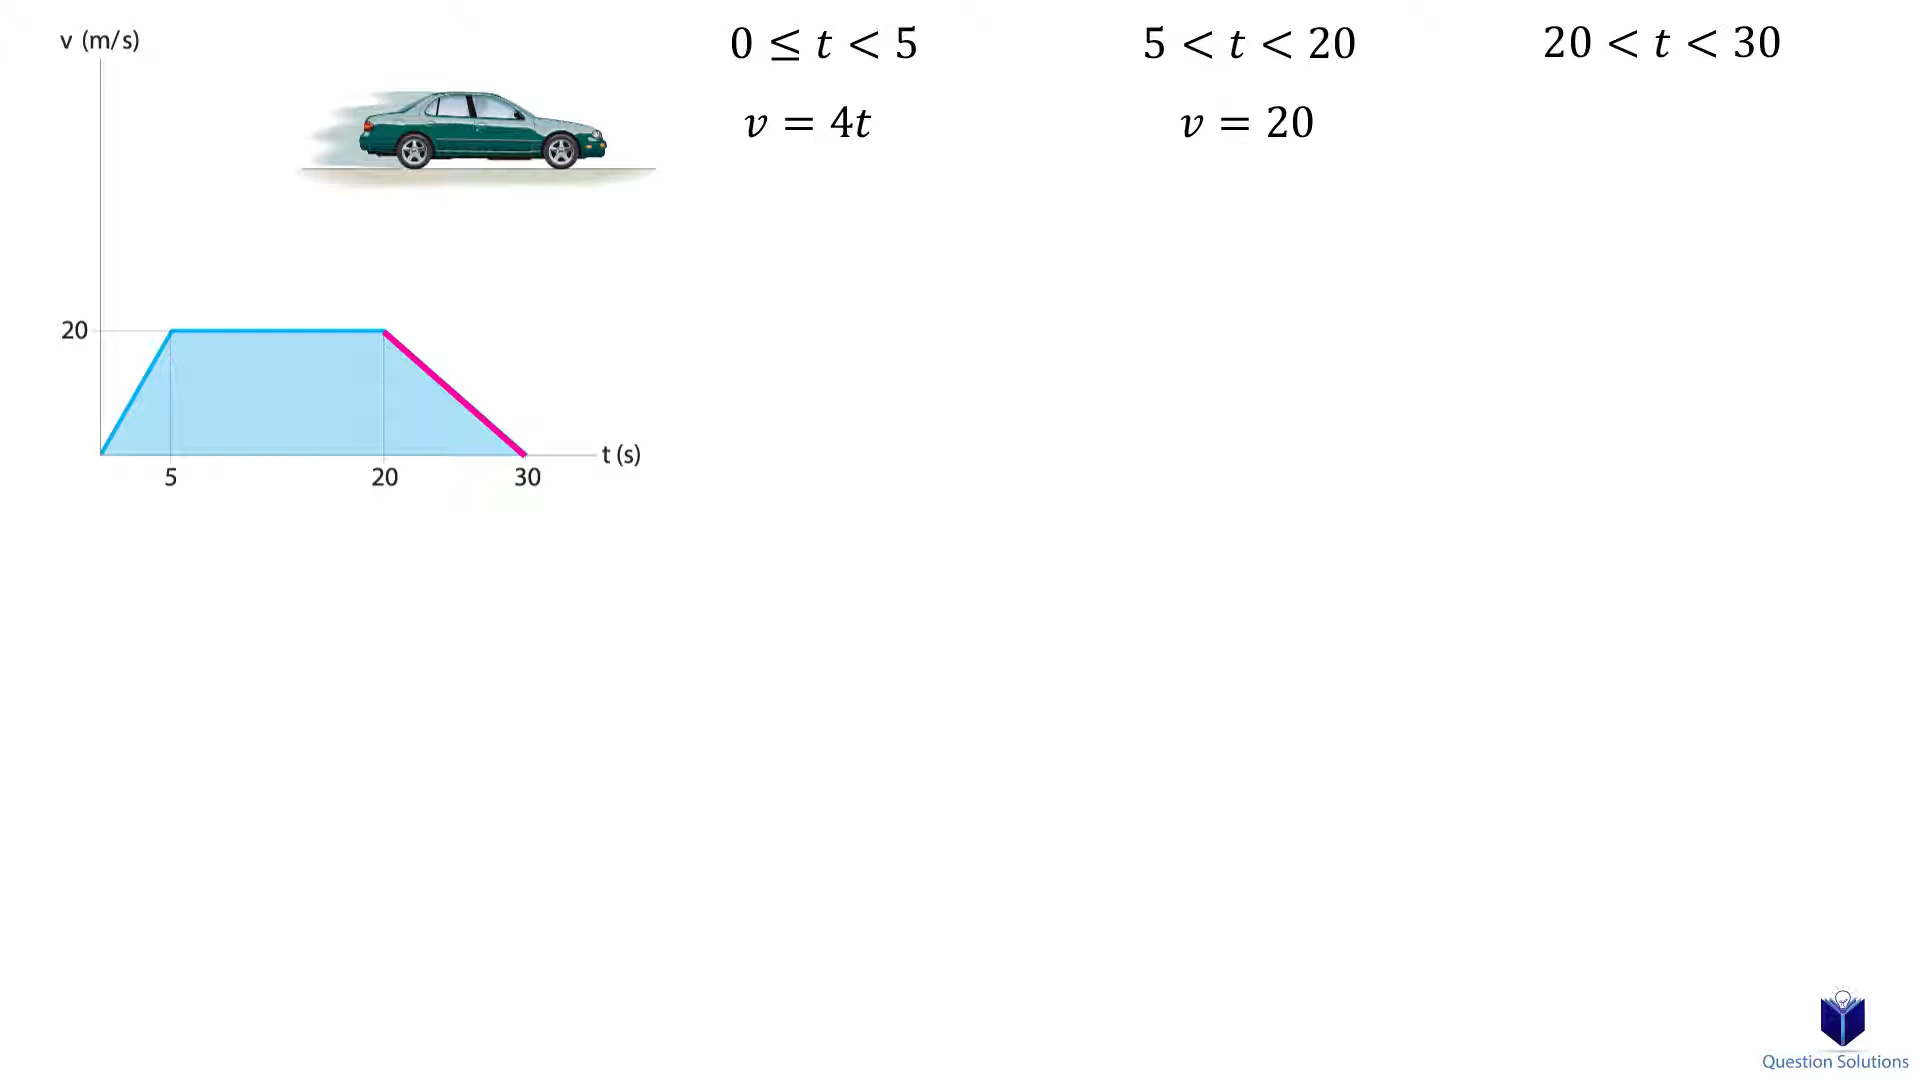 v (m/s)
0 ≤ t < 5
5 < t < 20
20 < t < 30
v = 4t
v = 20
20
t (s)
5
20
30
Question Solutions